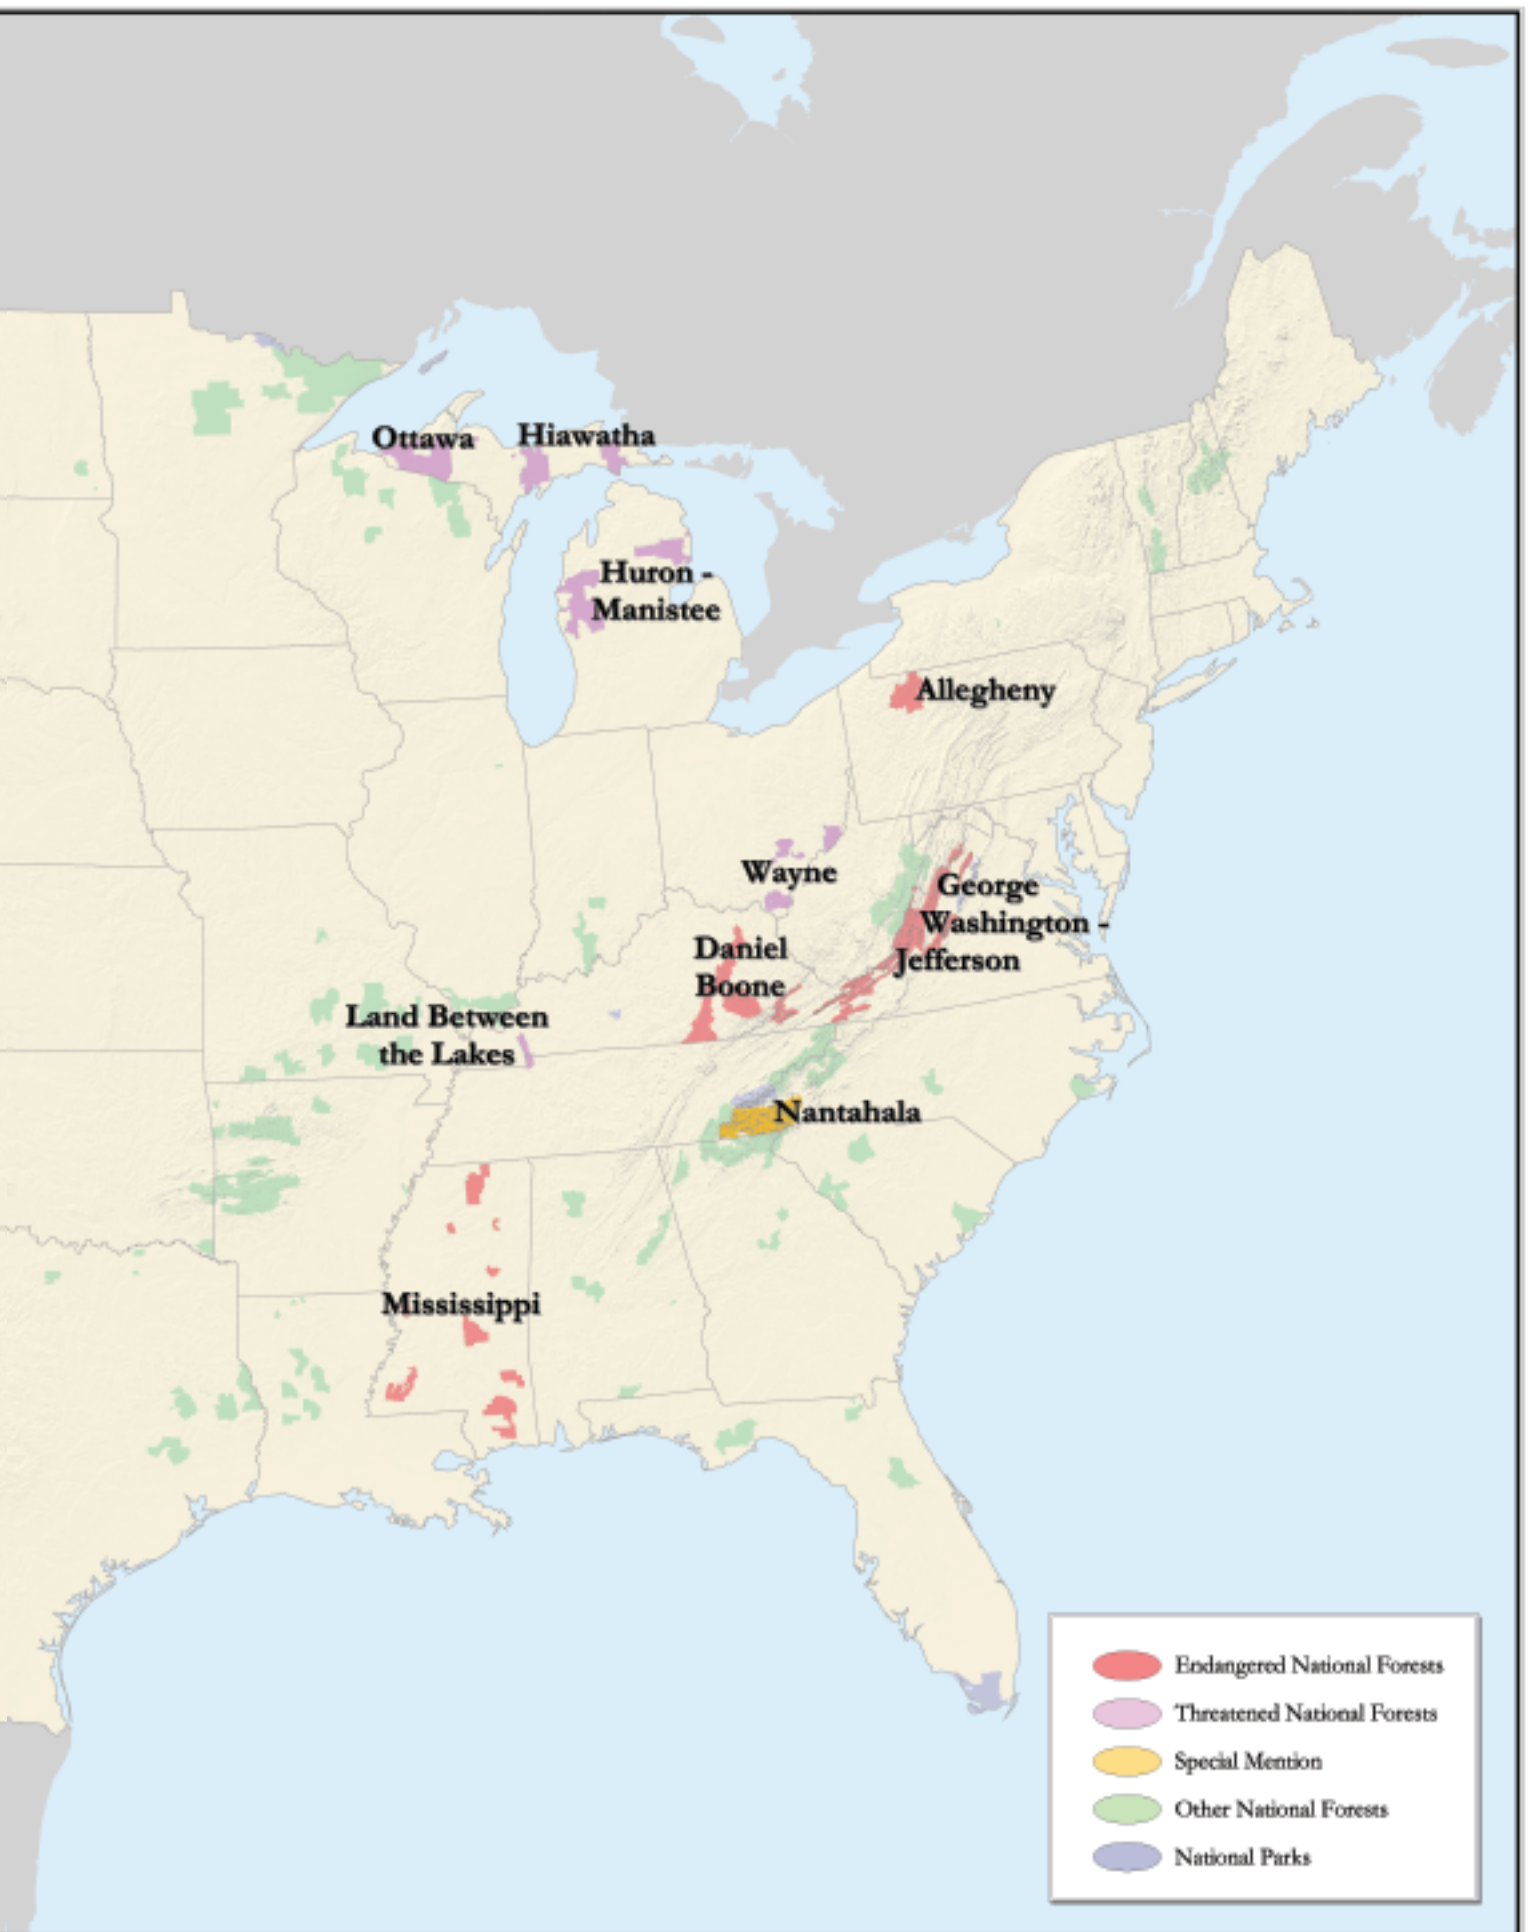 Ottawa
Hiawatha
Huron -
Manistee
Allegheny
Wayne
George
Washington -
Jefferson
Daniel
Boone
Land Between
the Lakes
Nantahala
Mississippi
Endangered National Forests
Threatened National Forests
Special Mention
Other National Forests
National Parks